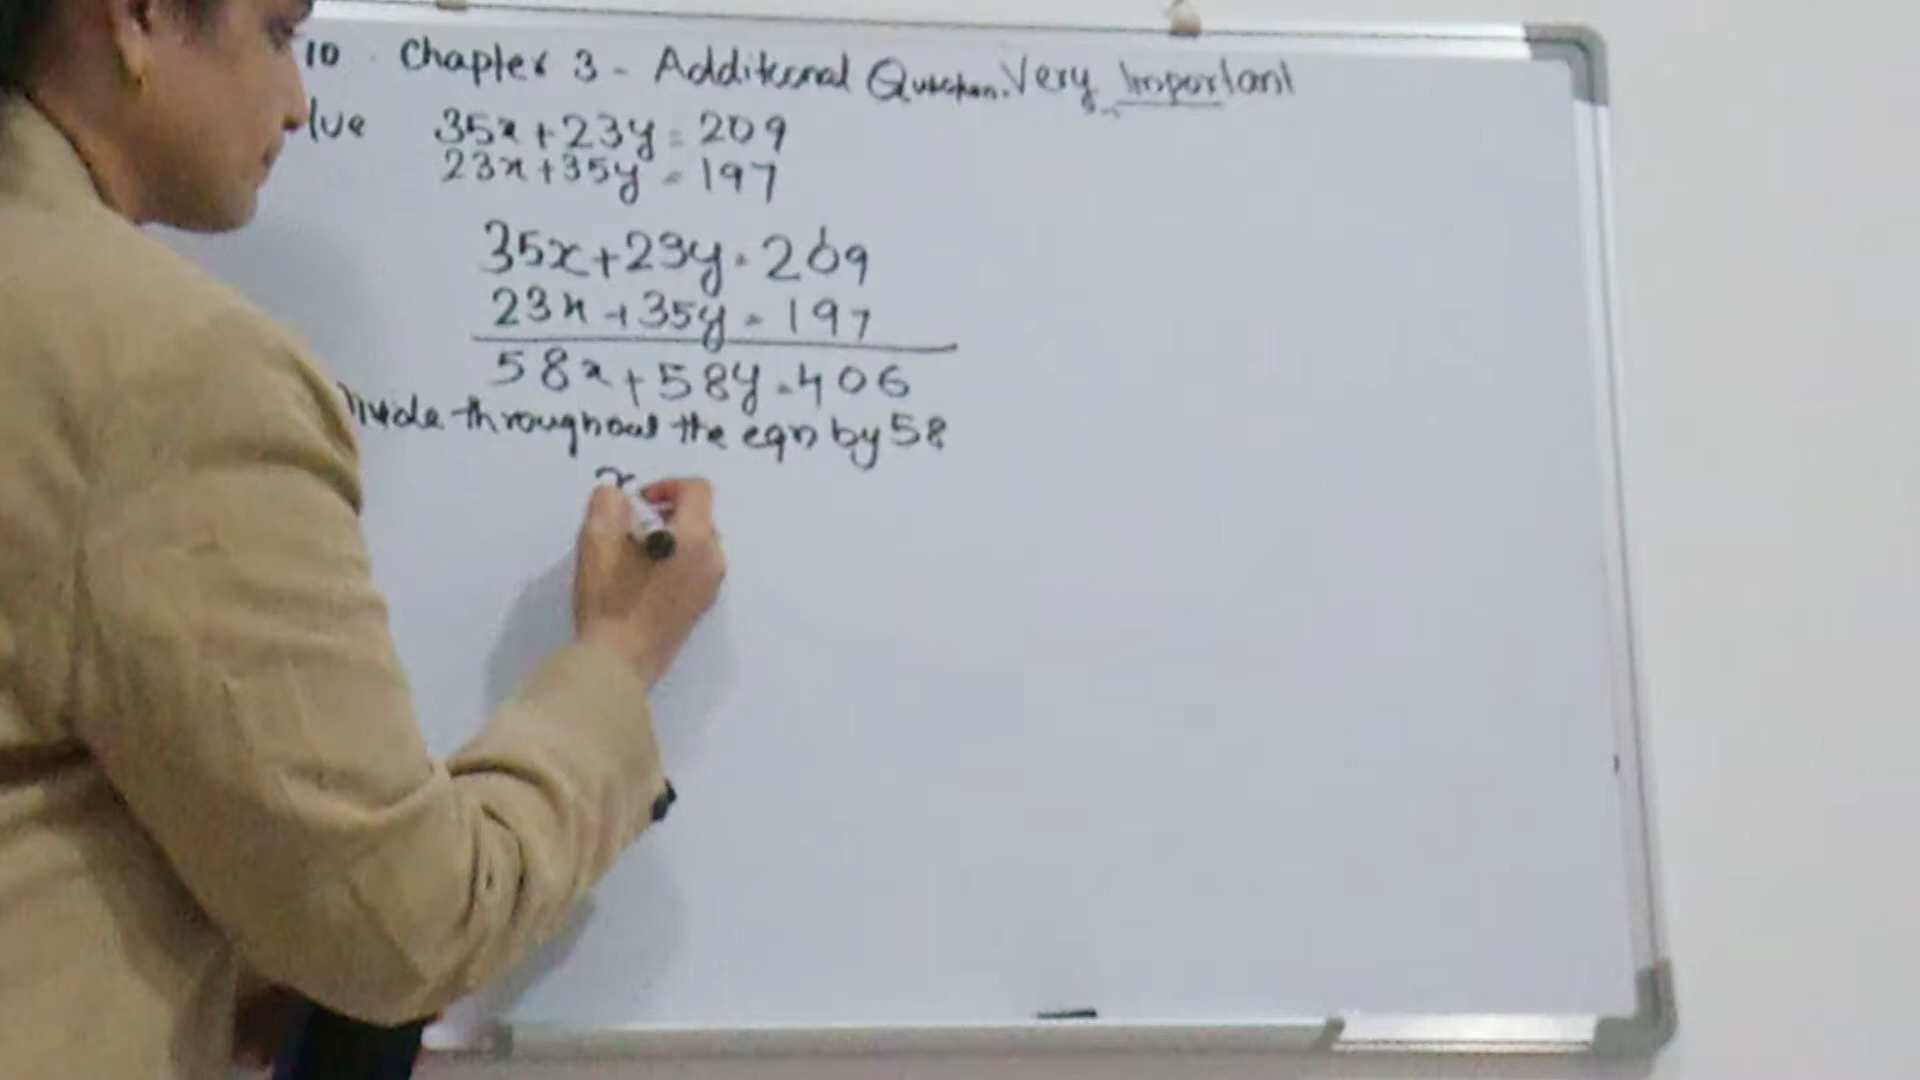 10 Chapter 3 - Additional Question. Very Important
lve 35x+23y = 209
23x+35y = 197
35x+23y = 209
23x+35y = 197
58x+58y = 406
ivide throughout the eqn by 58
x